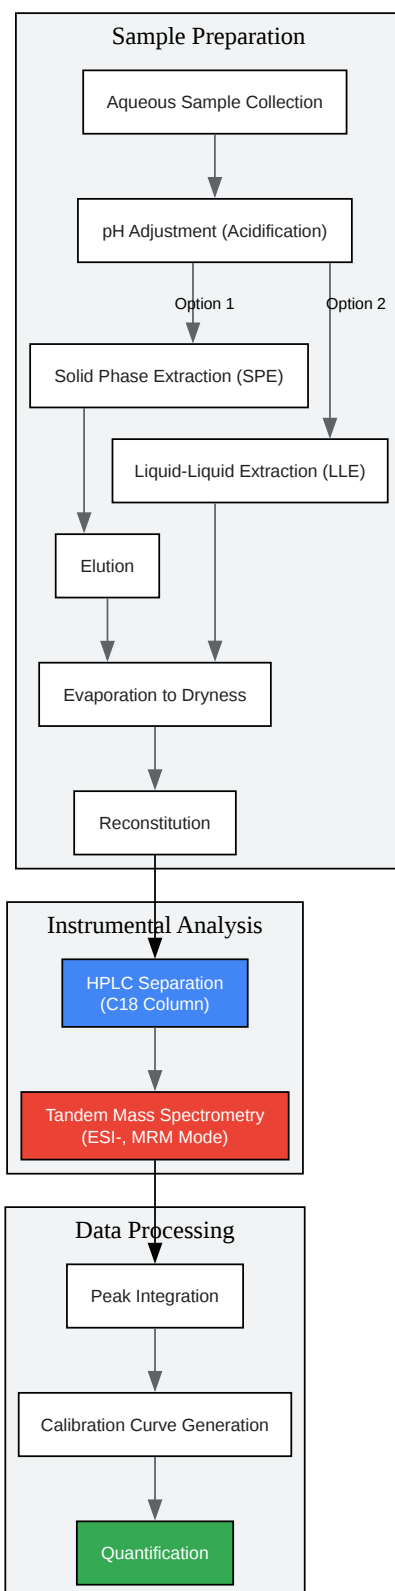 Sample Preparation
Aqueous Sample Collection
pH Adjustment (Acidification)
Option 1
Option 2
Solid Phase Extraction (SPE)
Liquid-Liquid Extraction (LLE)
Elution
Evaporation to Dryness
Reconstitution
Instrumental Analysis
HPLC Separation
(C18 Column)
Tandem Mass Spectrometry
(ESI-, MRM Mode)
Data Processing
Peak Integration
Calibration Curve Generation
Quantification